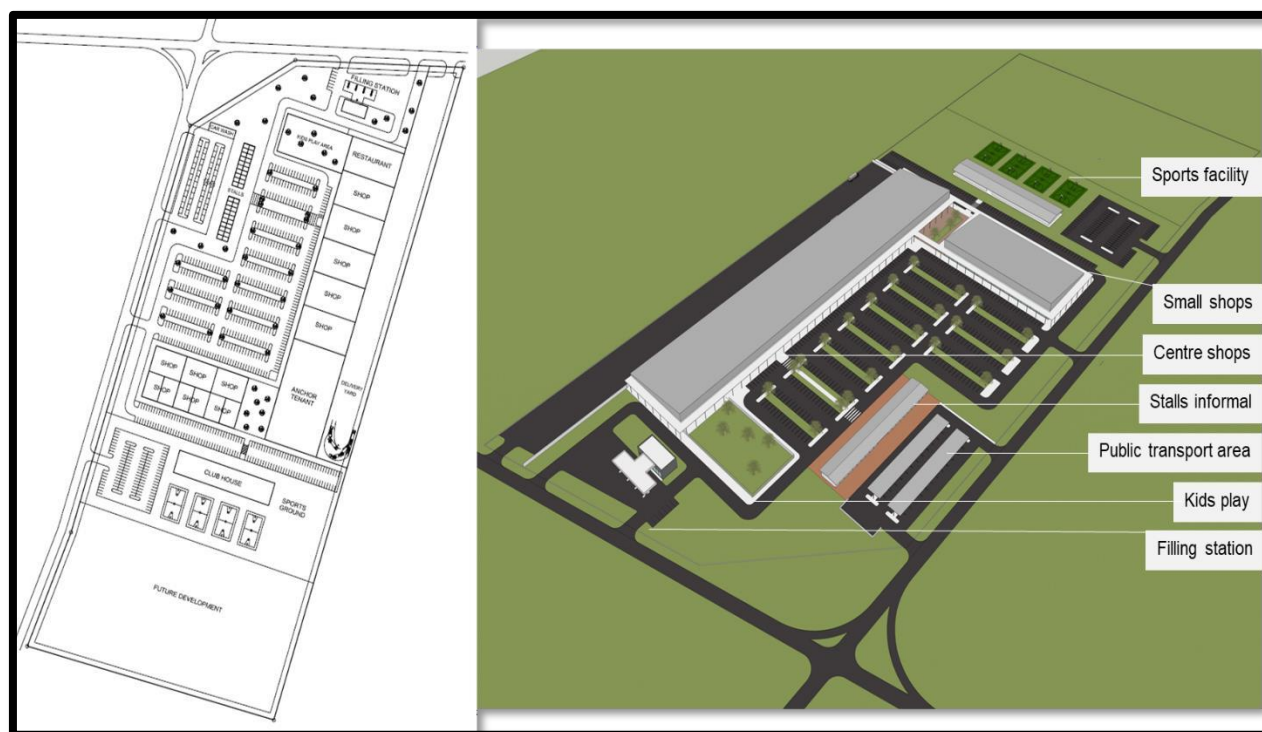 FILLING STATION
CAR WASH
KIDS PLAY AREA
RESTAURANT
STALLS
SHOP
SHOP
SHOP
SHOP
SHOP
SHOP
SHOP
SHOP
SHOP
SHOP
SHOP
ANCHOR
TENANT
DELIVERY
YARD
CLUB HOUSE
SPORTS
GROUND
FUTURE DEVELOPMENT
Sports facility
Small shops
Centre shops
Stalls informal
Public transport area
Kids play
Filling station